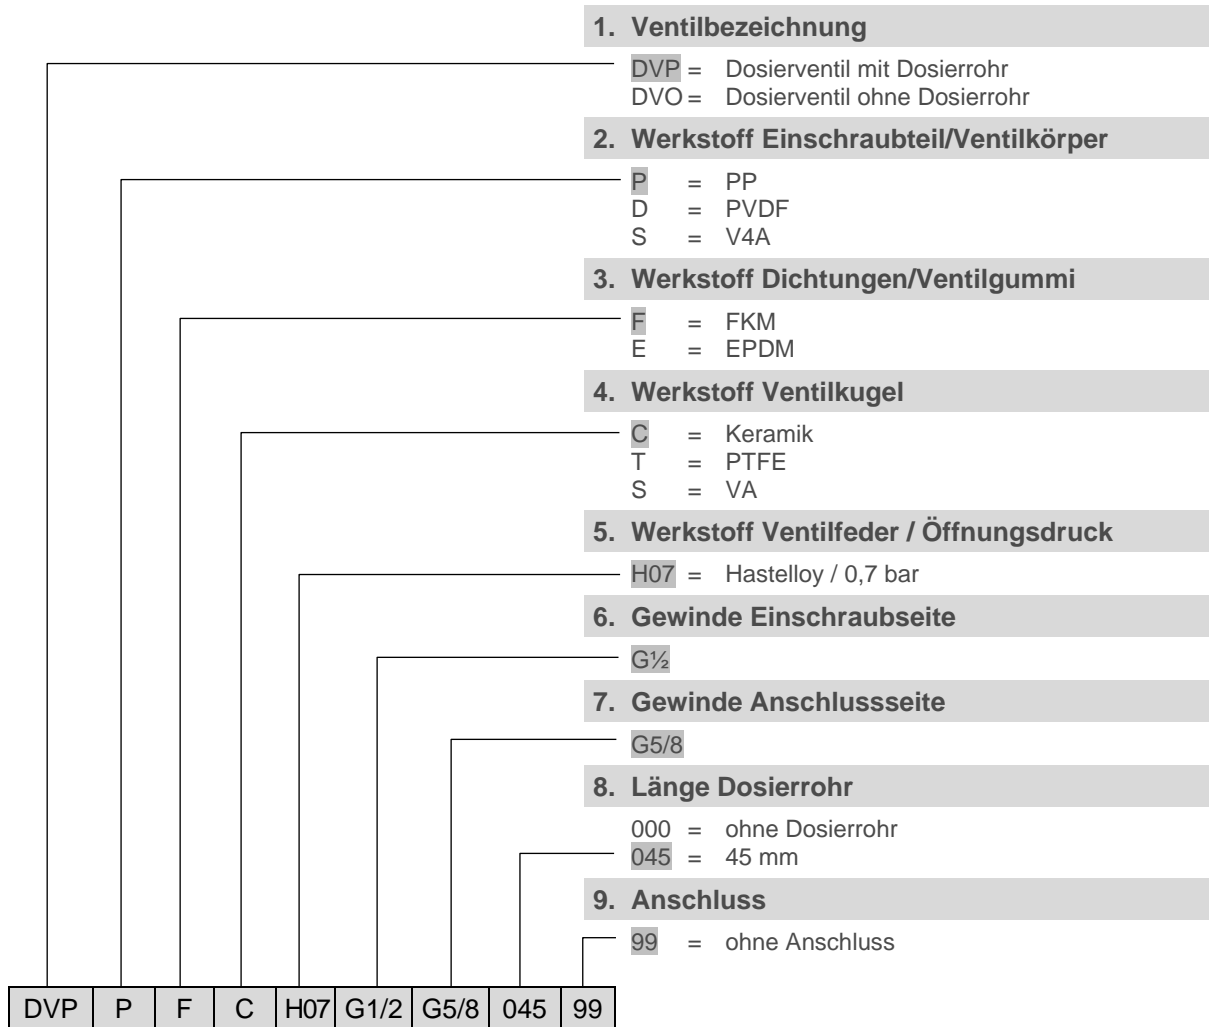 1. Ventilbezeichnung
DVP = Dosierventil mit Dosierrohr
DVO = Dosierventil ohne Dosierrohr
2. Werkstoff Einschraubteil/Ventilkörper
P = PP
D = PVDF
S = V4A
3. Werkstoff Dichtungen/Ventilgummi
F = FKM
E = EPDM
4. Werkstoff Ventilkugel
C = Keramik
T = PTFE
S = VA
5. Werkstoff Ventilfeder / Öffnungsdruck
H07 = Hastelloy / 0,7 bar
6. Gewinde Einschraubseite
G½
7. Gewinde Anschlussseite
G5/8
8. Länge Dosierrohr
000 = ohne Dosierrohr
045 = 45 mm
9. Anschluss
99 = ohne Anschluss
DVP P F C H07 G1/2 G5/8 045 99